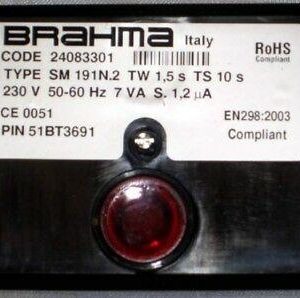 BRAHMA Italy
RoHS
Compliant
CODE 24083301
TYPE SM 191N.2 TW 1,5 s TS 10 s
230 V 50-60 Hz 7 VA S. 1,2 µA
CE 0051
EN298:2003
PIN 51BT3691
Compliant